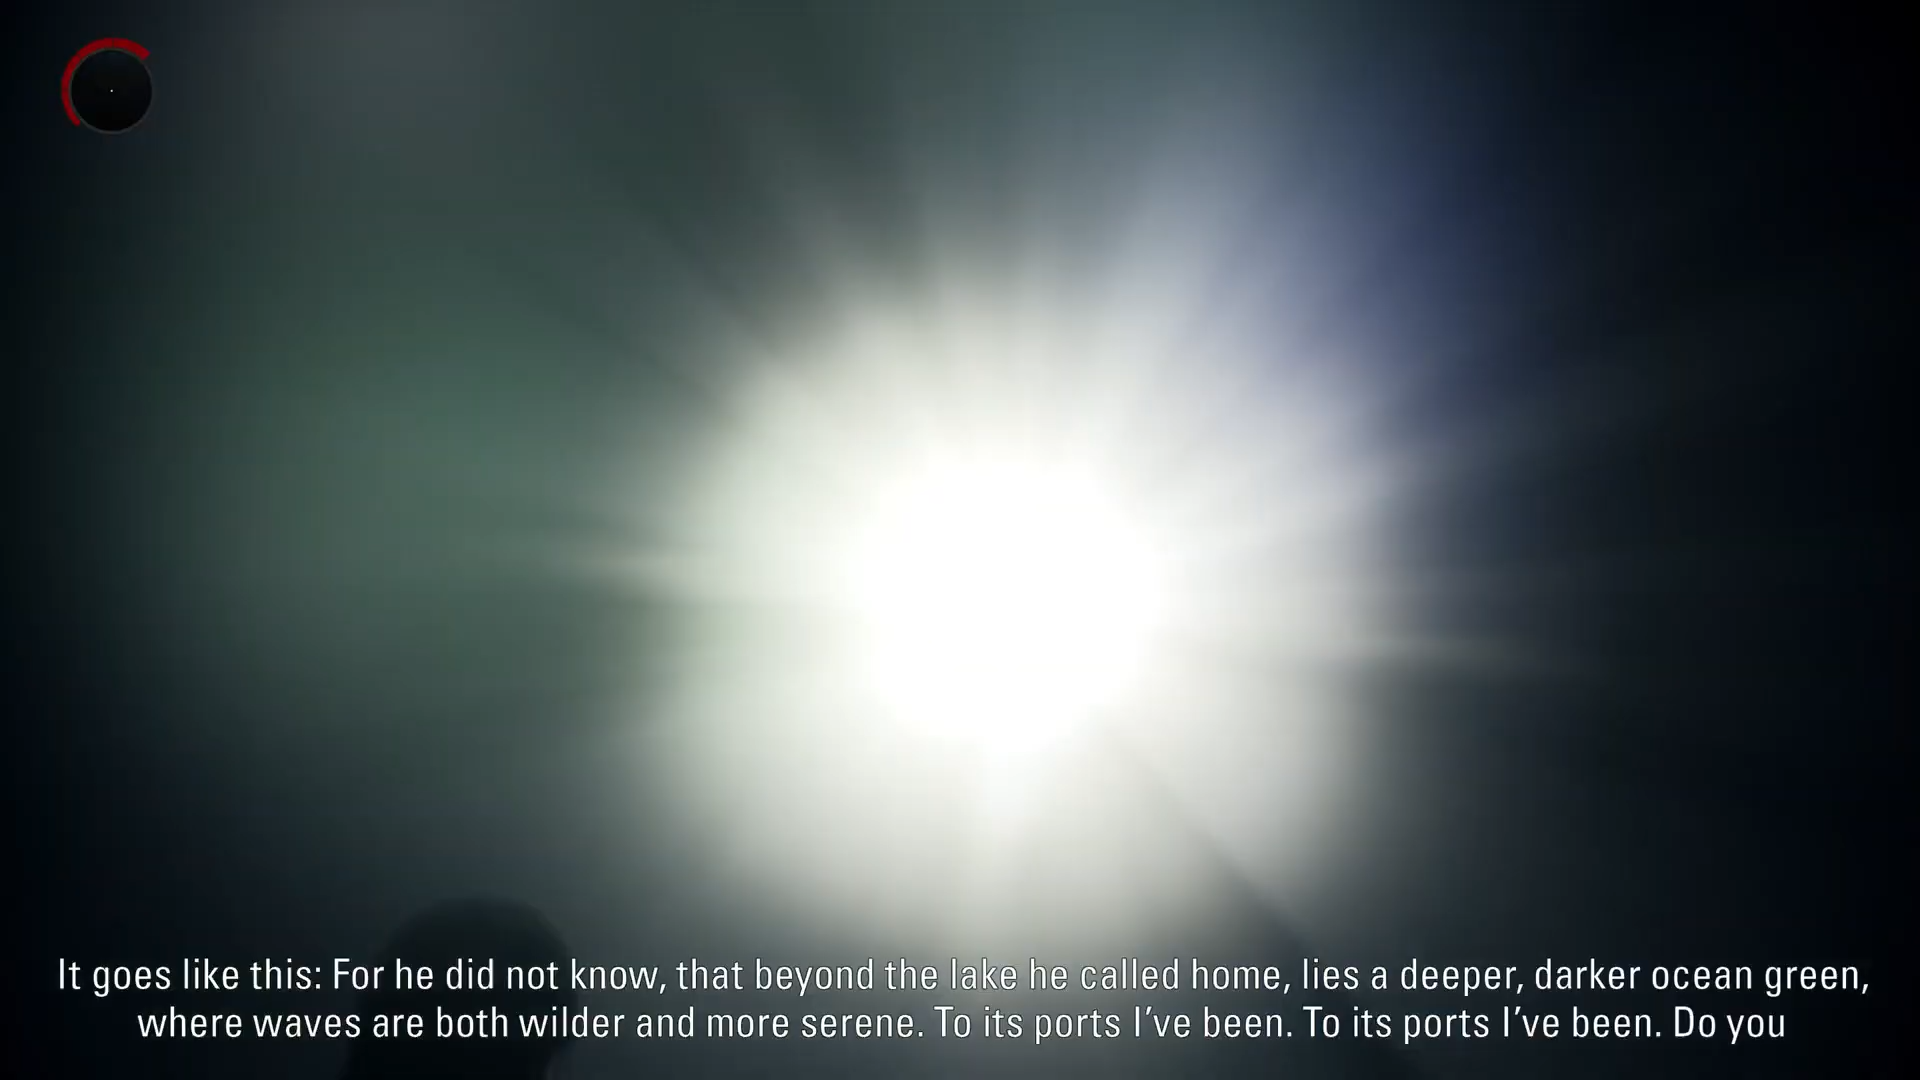 It goes like this: For he did not know, that beyond the lake he called home, lies a deeper, darker ocean green,
where waves are both wilder and more serene. To its ports I've been. To its ports I've been. Do you